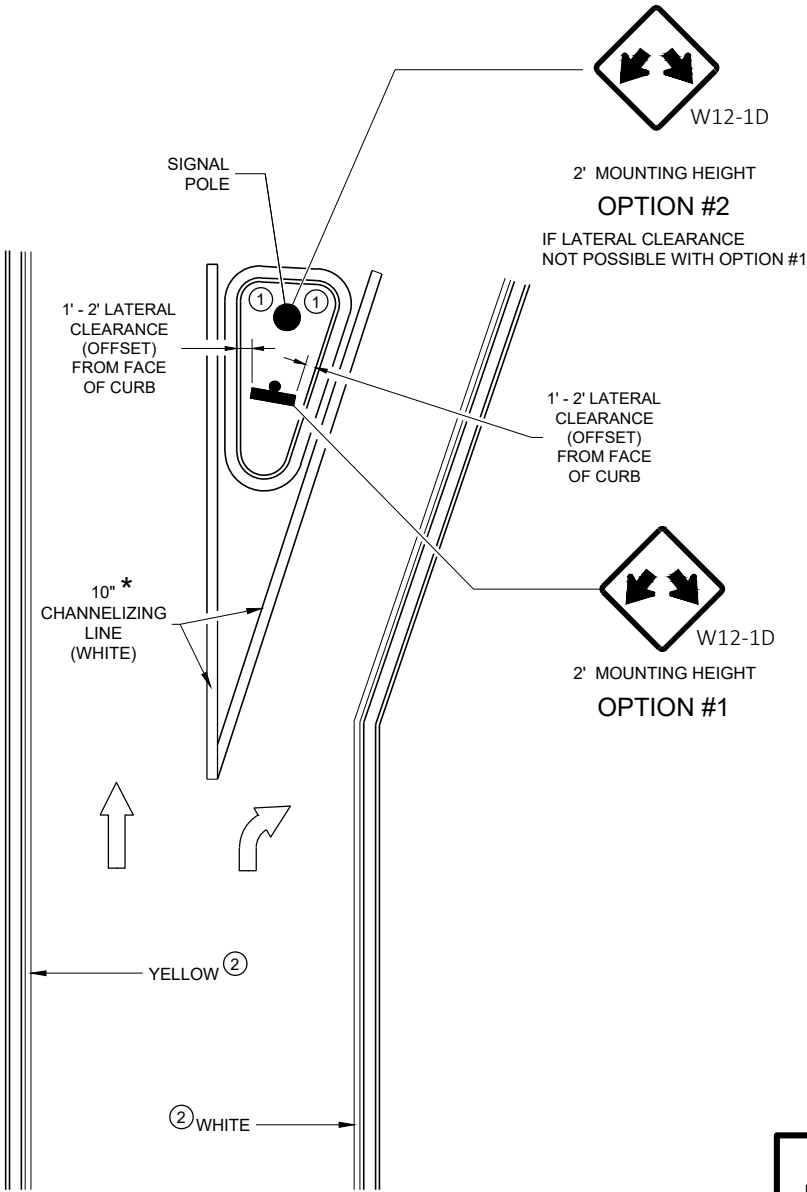 W12-1D
2' MOUNTING HEIGHT
OPTION #2
IF LATERAL CLEARANCE
NOT POSSIBLE WITH OPTION #1
SIGNAL
POLE
1 1
1' - 2' LATERAL
CLEARANCE
(OFFSET)
FROM FACE
OF CURB
1' - 2' LATERAL
CLEARANCE
(OFFSET)
FROM FACE
OF CURB
10" *
CHANNELIZING
LINE
(WHITE)
W12-1D
2' MOUNTING HEIGHT
OPTION #1
YELLOW 2
2 WHITE